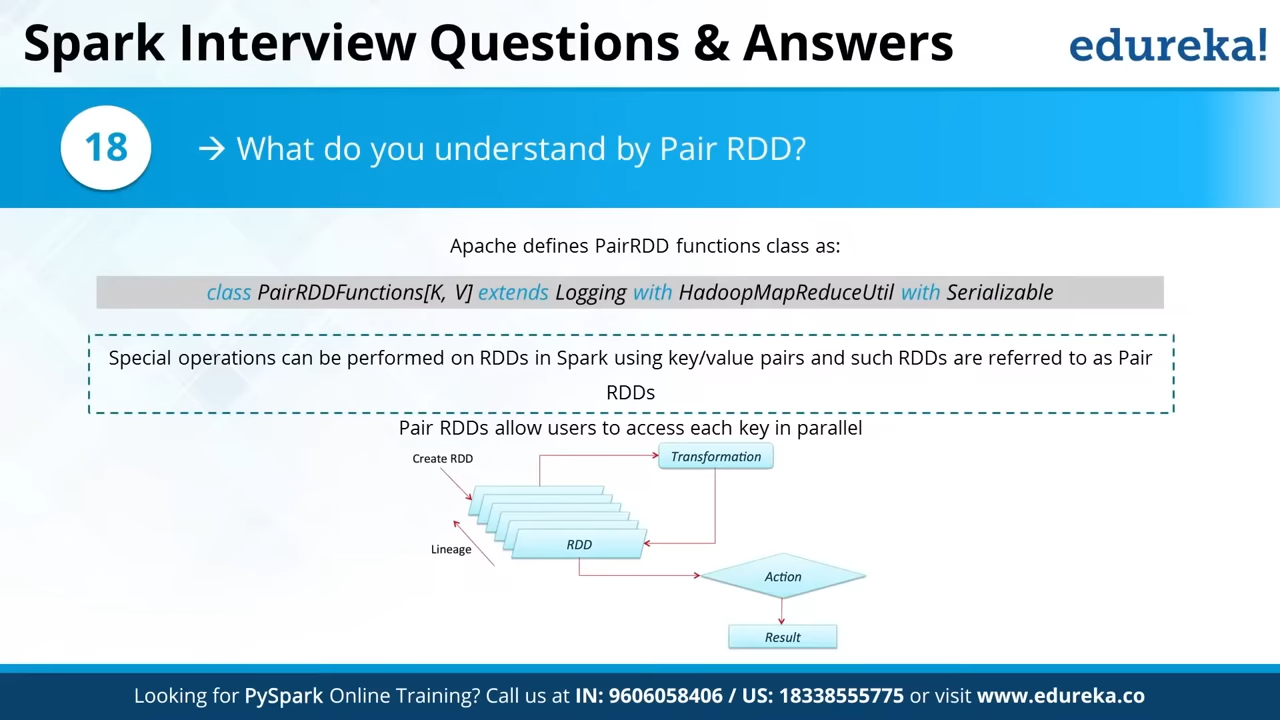 Spark Interview Questions & Answers
edureka!
18
→ What do you understand by Pair RDD?
Apache defines PairRDD functions class as:
class PairRDDFunctions[K, V] extends Logging with HadoopMapReduceUtil with Serializable
Special operations can be performed on RDDs in Spark using key/value pairs and such RDDs are referred to as Pair
RDDs
Pair RDDs allow users to access each key in parallel
Create RDD
Transformation
RDD
Lineage
Action
Result
Looking for PySpark Online Training? Call us at IN: 9606058406 / US: 18338555775 or visit www.edureka.co